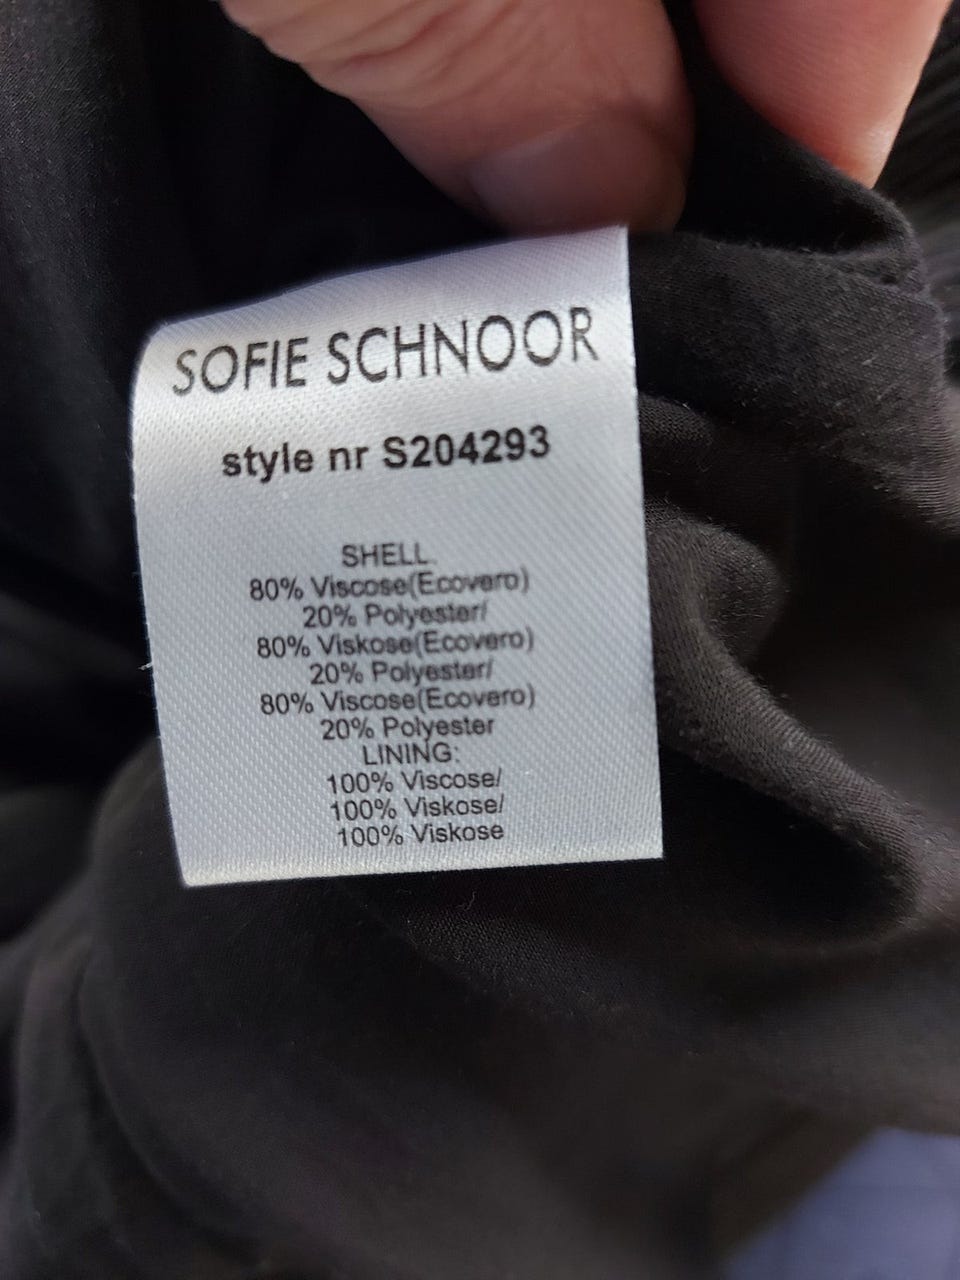 SOFIE SCHNOOR
style nr S204293
SHELL
80% Viscose(Ecovero)
20% Polyester/
80% Viskose(Ecovero)
20% Polyester/
80% Viscose(Ecovero)
20% Polyester
LINING:
100% Viscose/
100% Viskose/
100% Viskose